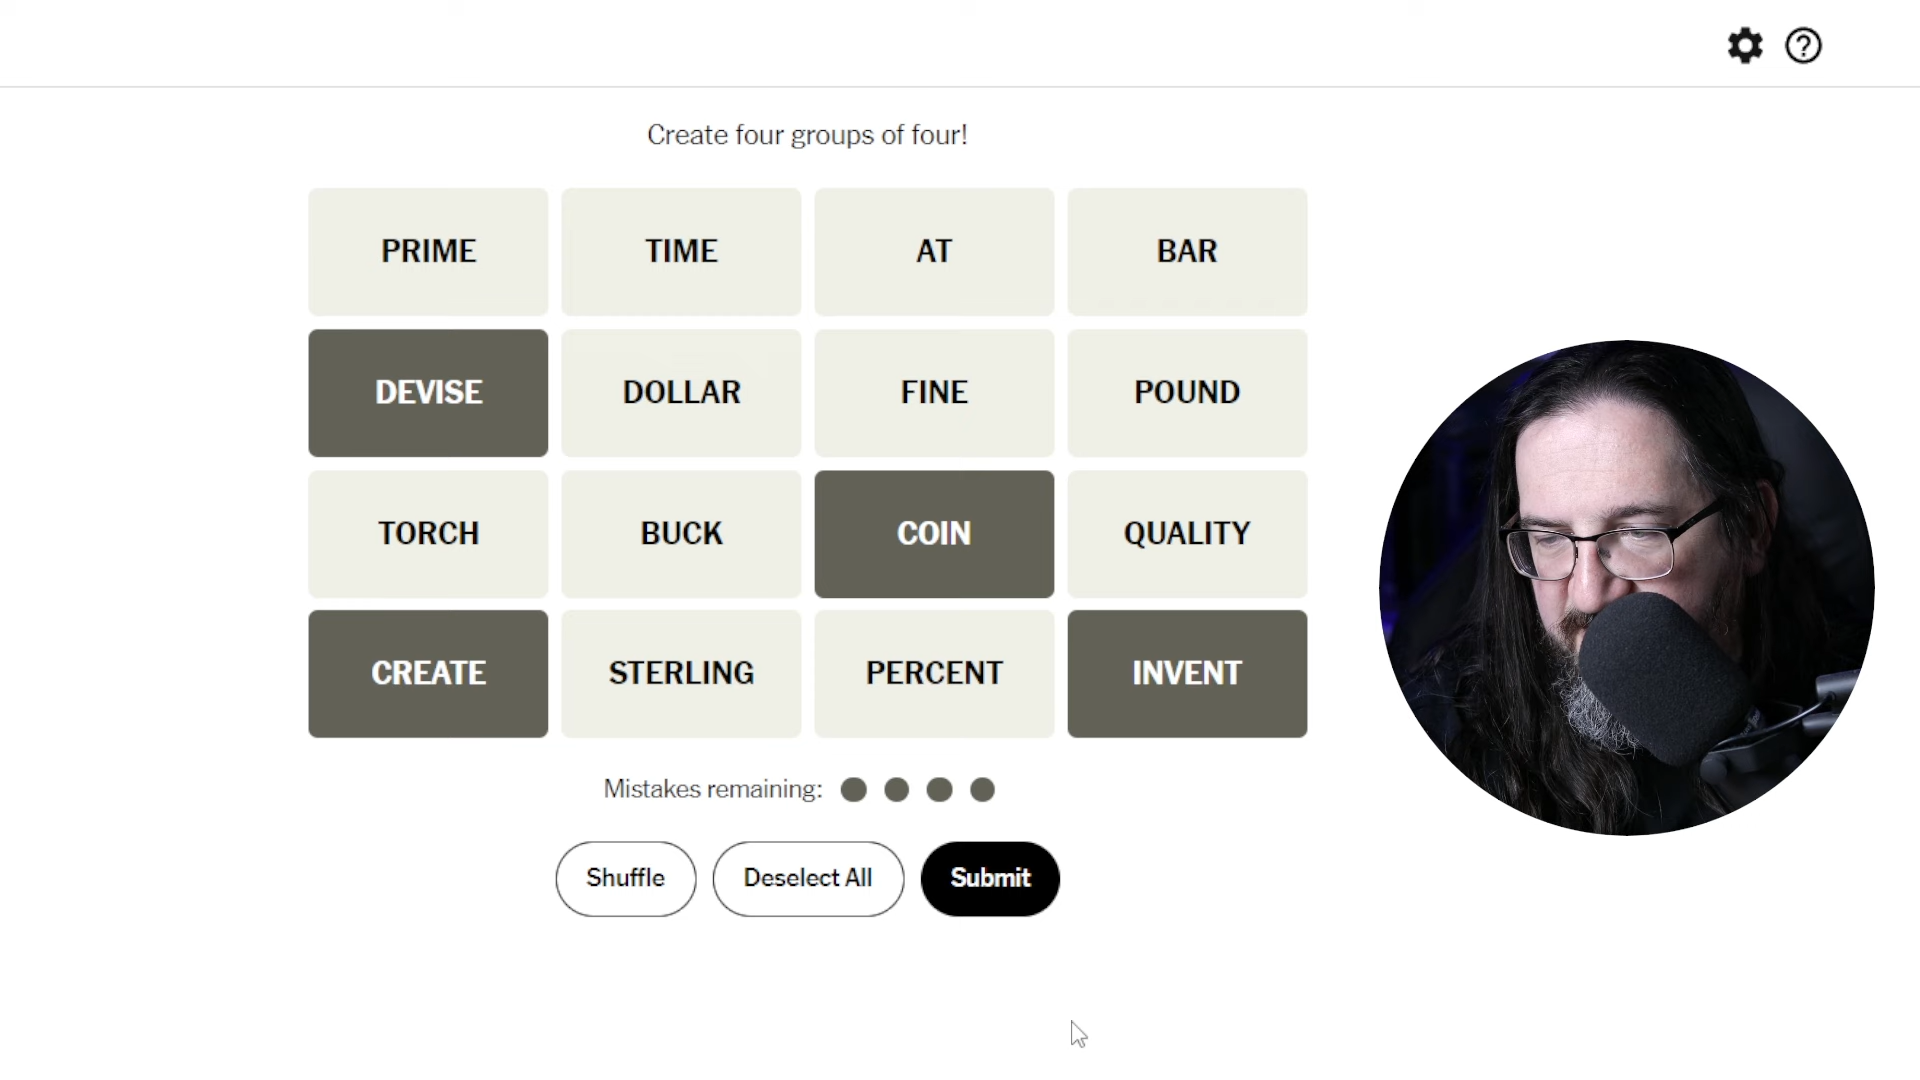 Create four groups of four!
PRIME TIME AT BAR
DEVISE DOLLAR FINE POUND
TORCH BUCK COIN QUALITY
CREATE STERLING PERCENT INVENT
Mistakes remaining:
Shuffle Deselect All Submit